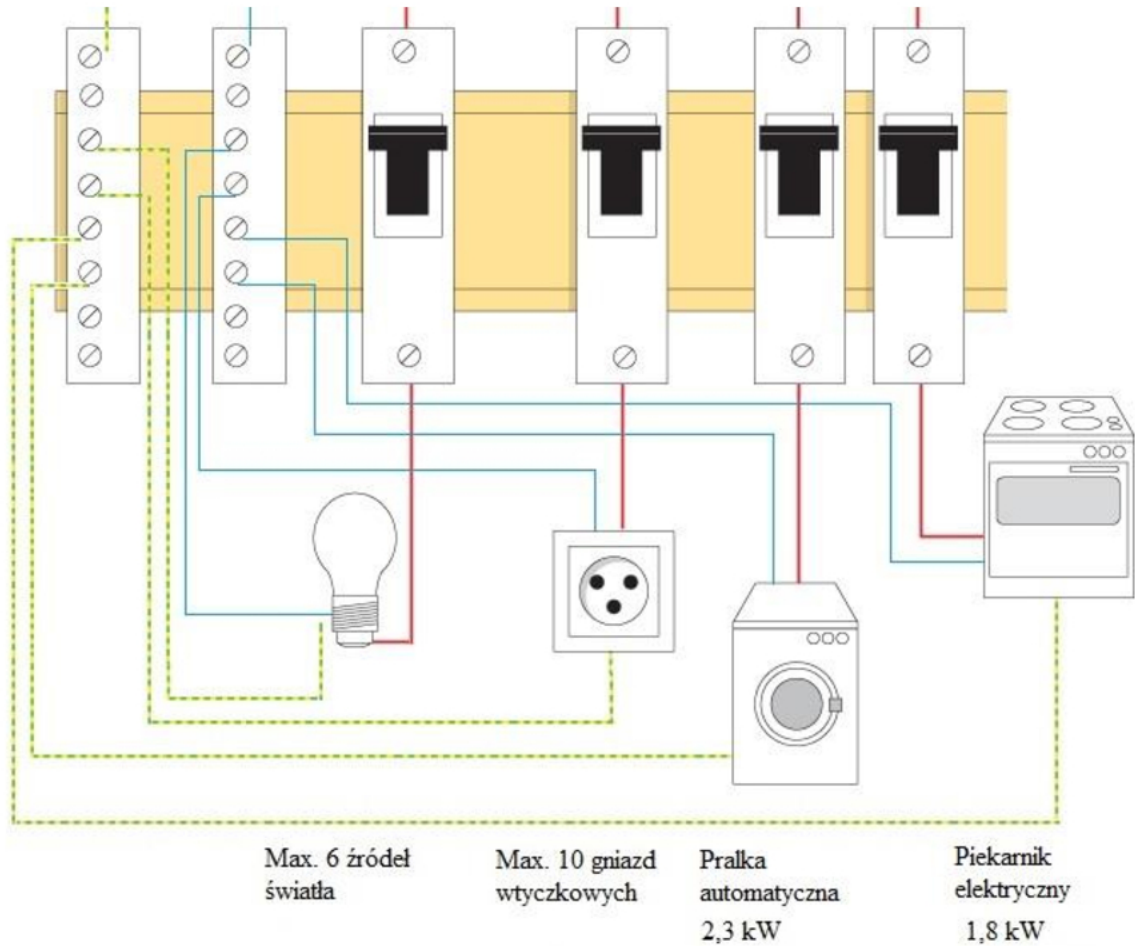 Max. 6 źródeł
światła
Max. 10 gniazd
wtyczkowych
Pralka
automatyczna
2,3 kW
Piekarnik
elektryczny
1,8 kW